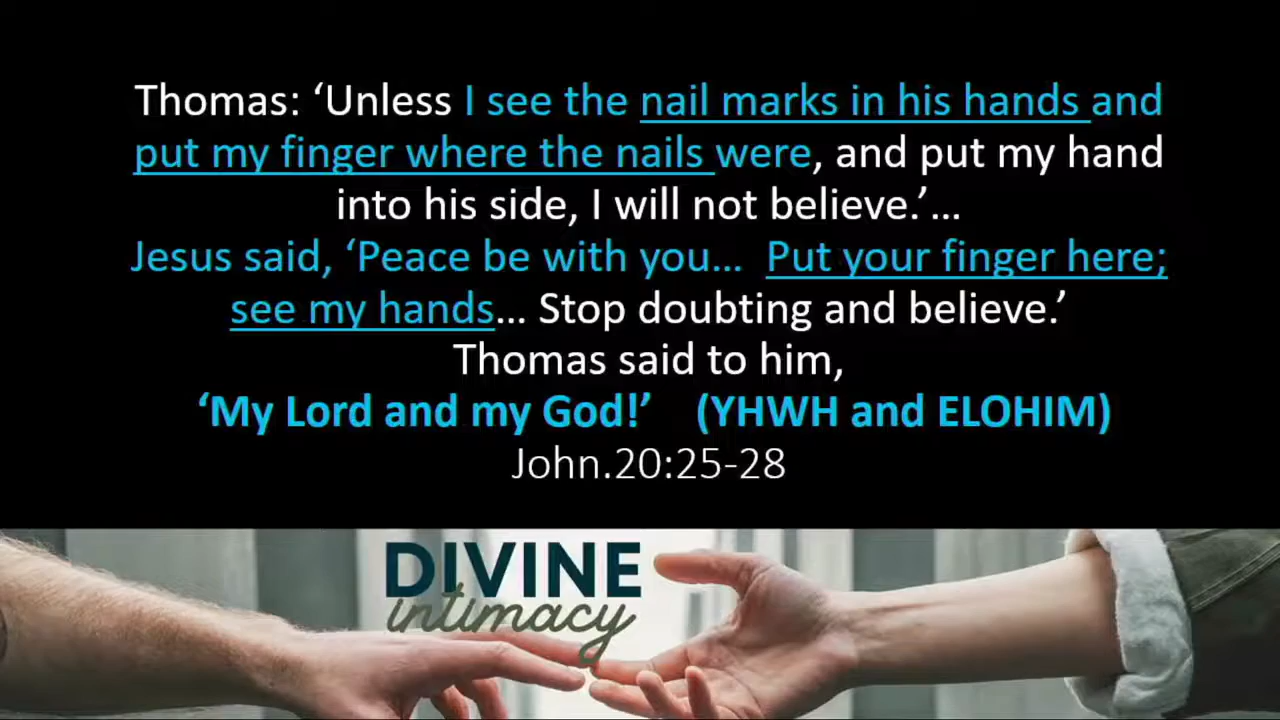 Thomas: ‘Unless I see the nail marks in his hands and
put my finger where the nails were, and put my hand
into his side, I will not believe.’...
Jesus said, ‘Peace be with you... Put your finger here;
see my hands... Stop doubting and believe.’
Thomas said to him,
‘My Lord and my God!’ (YHWH and ELOHIM)
John.20:25-28
DIVINE
intimacy